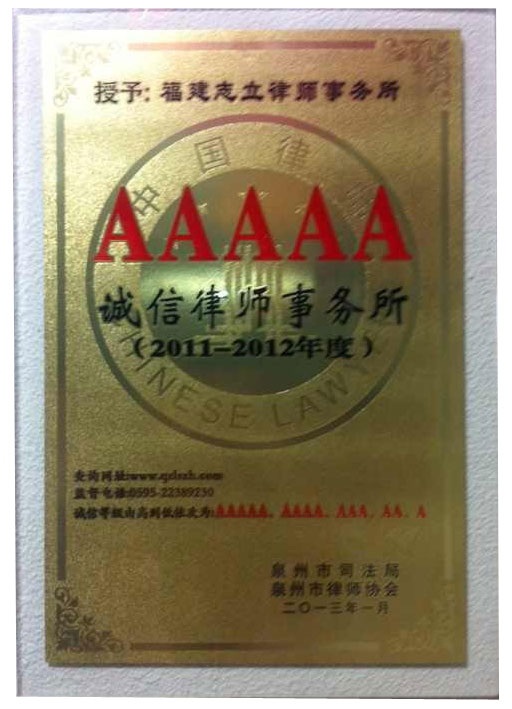 授予: 福建志立律师事务所
中国律师
AAAAA
诚信律师事务所
(2011-2012年度)
CHINESE LAWYERS
查询网址:www.qzlszh.com
监督电话:0595-22389230
诚信等级由高到低依次为:AAAAA、AAAA、AAA、AA、A
泉州市司法局
泉州市律师协会
二〇一三年一月